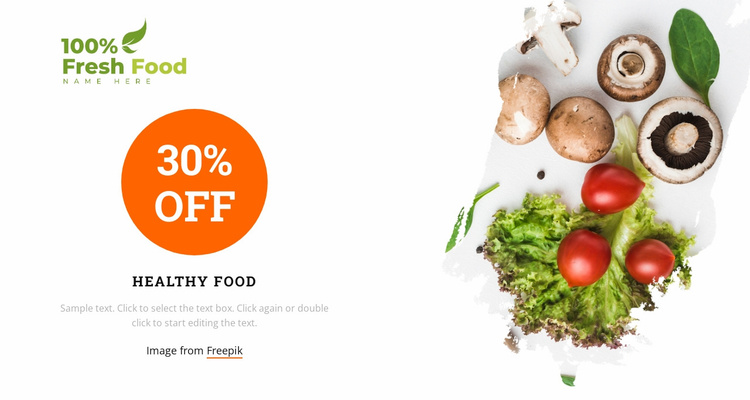 100%
Fresh Food
NAME HERE
30%
OFF
HEALTHY FOOD
Sample text. Click to select the text box. Click again or double
click to start editing the text.
Image from Freepik